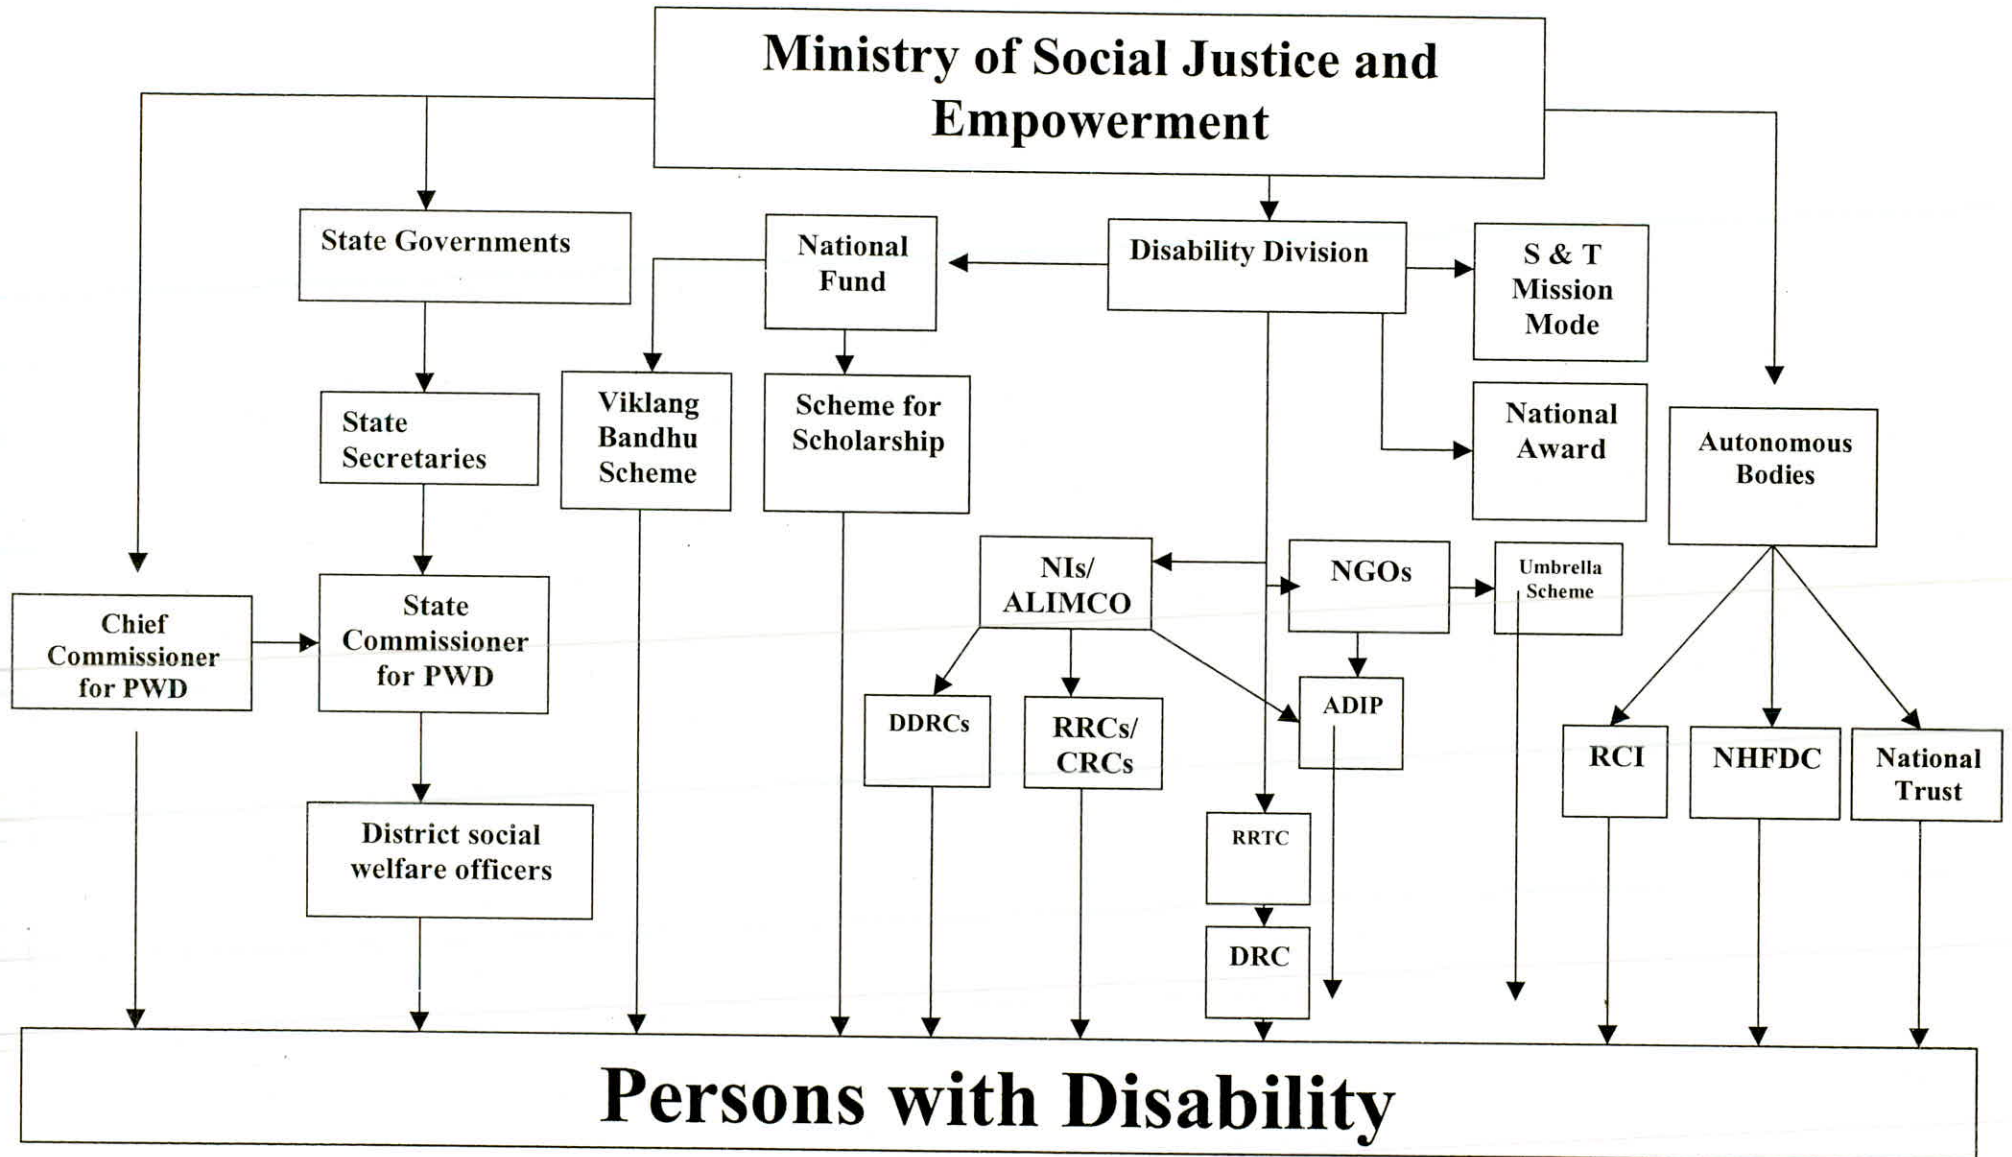 Ministry of Social Justice and
Empowerment
State Governments
National
Fund
Disability Division
S & T
Mission
Mode
State
Secretaries
Viklang
Bandhu
Scheme
Scheme for
Scholarship
National
Award
Autonomous
Bodies
NIs/
ALIMCO
NGOs
Umbrella
Scheme
Chief
Commissioner
for PWD
State
Commissioner
for PWD
DDRCs
RRCs/
CRCs
ADIP
RCI
NHFDC
National
Trust
District social
welfare officers
RRTC
DRC
Persons with Disability